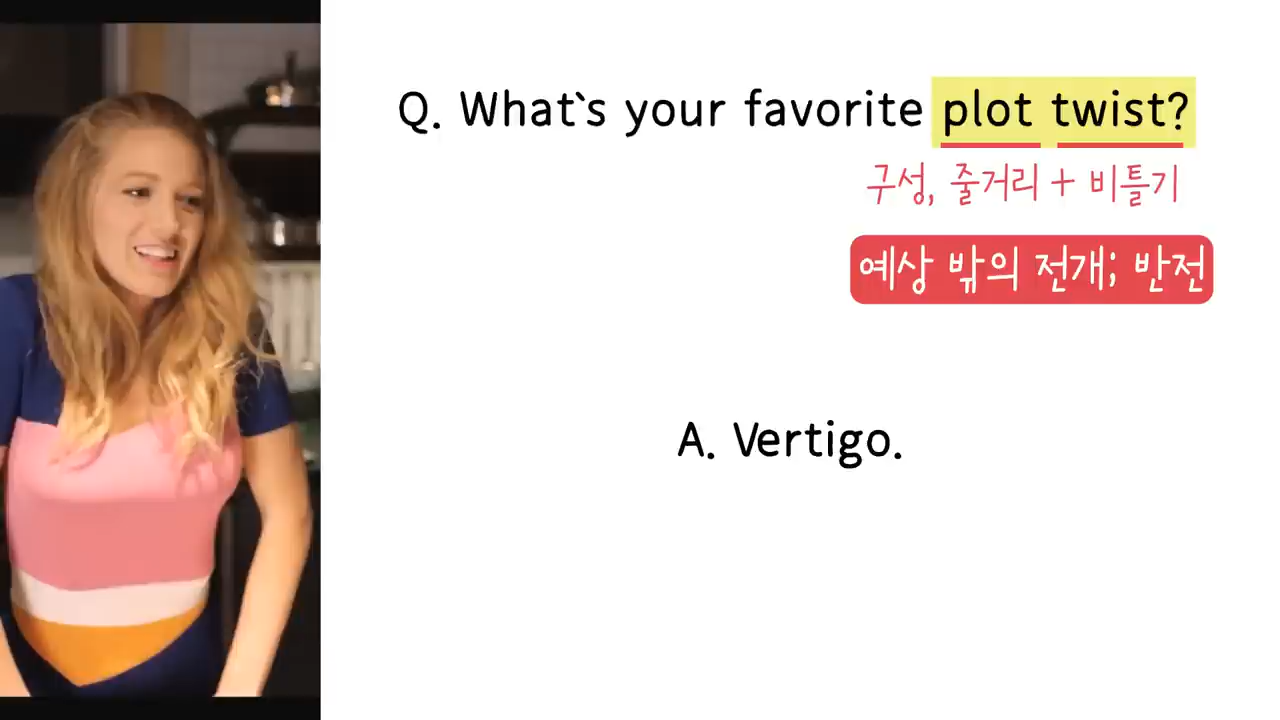 Q. What`s your favorite plot twist?
구성, 줄거리 + 비틀기
예상 밖의 전개; 반전
A. Vertigo.